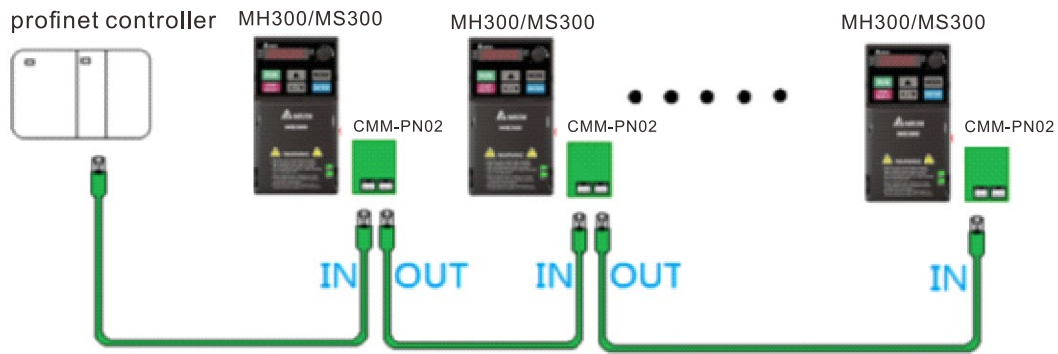 profinet controller
MH300/MS300
MH300/MS300
MH300/MS300
CMM-PN02
CMM-PN02
CMM-PN02
IN
OUT
IN
OUT
IN